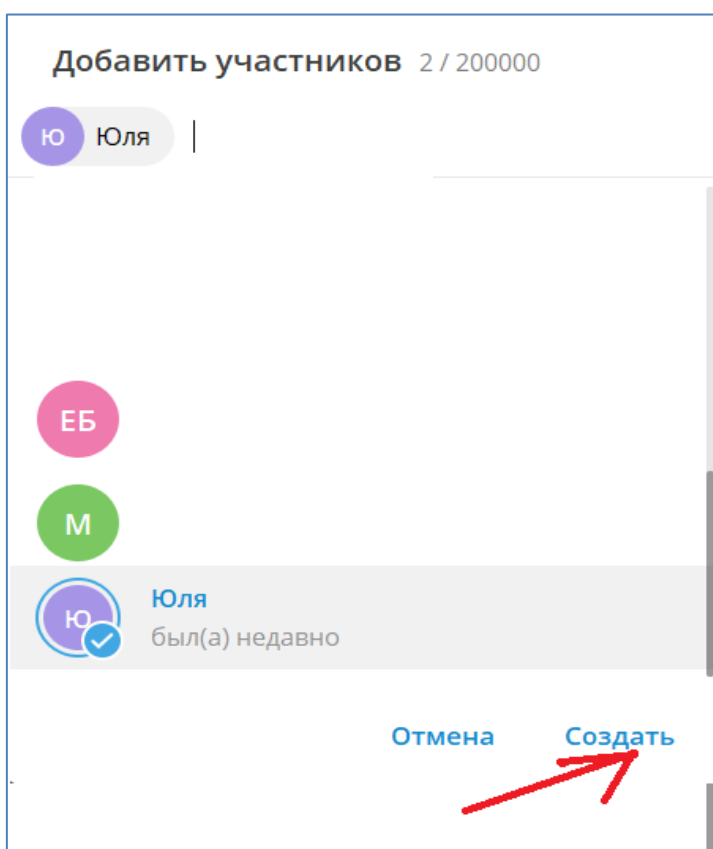 Добавить участников 2 / 200000
Ю Юля
ЕБ
М
Ю Юля
был(а) недавно
Отмена Создать